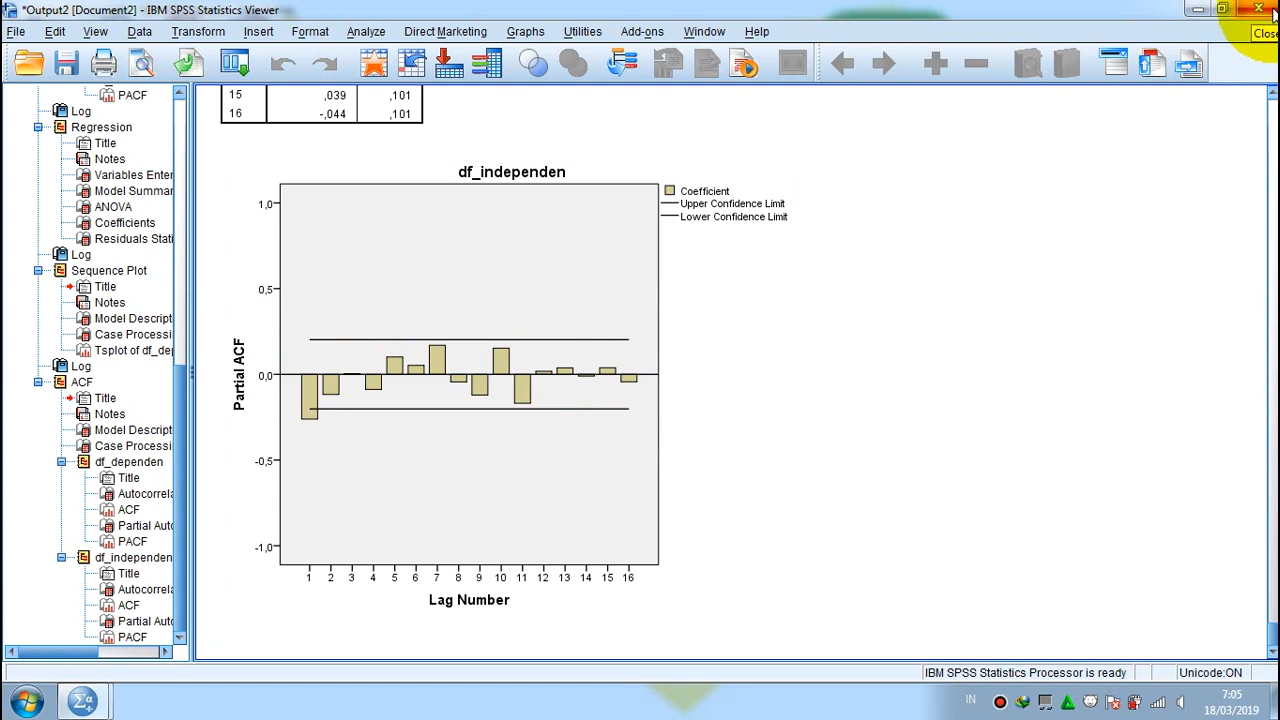 *Output2 [Document2] - IBM SPSS Statistics Viewer
File Edit View Data Transform Insert Format Analyze Direct Marketing Graphs Utilities Add-ons Window Help
Close
PACF
Log
Regression
Title
Notes
Variables Enter
Model Summar
ANOVA
Coefficients
Residuals Stati
Log
Sequence Plot
Title
Notes
Model Descript
Case Processi
Tsplot of df_dep
Log
ACF
Title
Notes
Model Descript
Case Processi
df_dependen
Title
Autocorrela
ACF
Partial Auto
PACF
df_independen
Title
Autocorrela
ACF
Partial Auto
PACF
15 ,039 ,101
16 -,044 ,101
df_independen
Coefficient
Upper Confidence Limit
Lower Confidence Limit
Partial ACF
1,0
0,5
0,0
-0,5
-1,0
1 2 3 4 5 6 7 8 9 10 11 12 13 14 15 16
Lag Number
IBM SPSS Statistics Processor is ready Unicode:ON
IN
7:05
18/03/2019